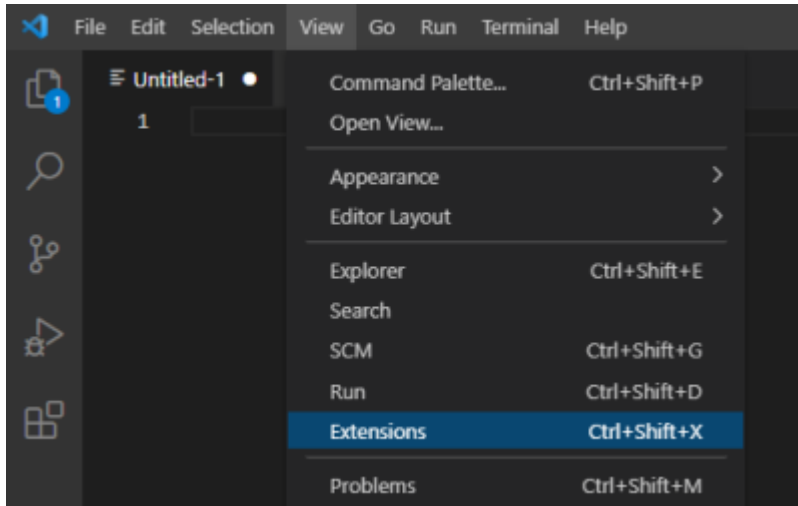 File Edit Selection View Go Run Terminal Help
Untitled-1
1
1
Command Palette... Ctrl+Shift+P
Open View...
Appearance
Editor Layout
Explorer Ctrl+Shift+E
Search
SCM Ctrl+Shift+G
Run Ctrl+Shift+D
Extensions Ctrl+Shift+X
Problems Ctrl+Shift+M